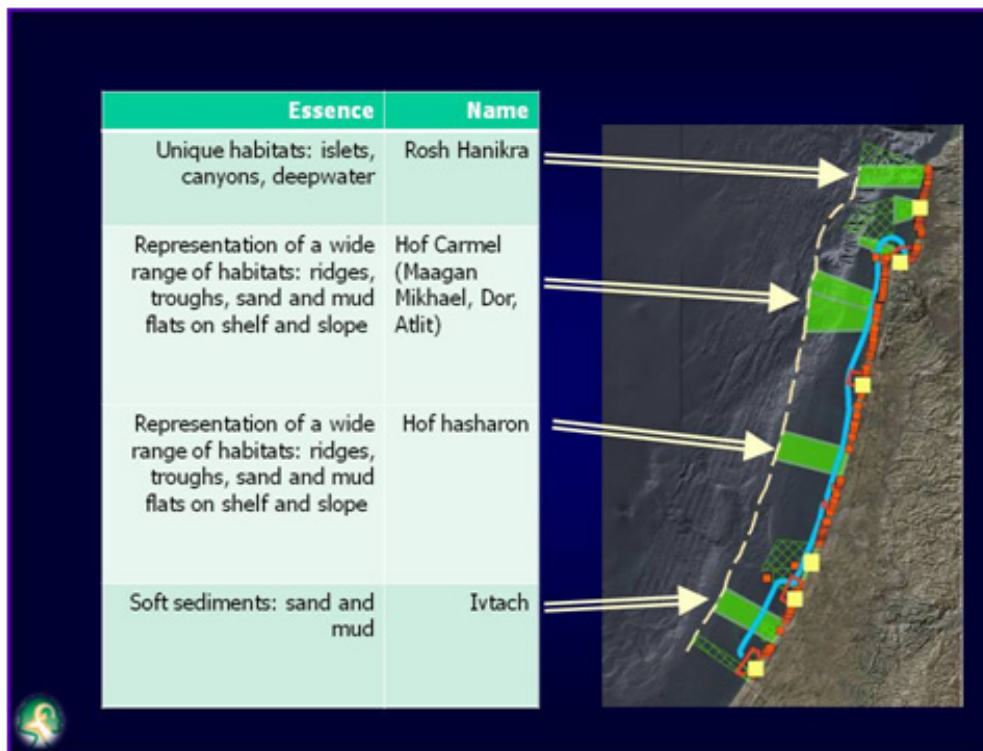 Essence Name
Unique habitats: islets, Rosh Hanikra
canyons, deepwater
Representation of a wide Hof Carmel
range of habitats: ridges, (Maagan
troughs, sand and mud Mikhael, Dor,
flats on shelf and slope Atlit)
Representation of a wide Hof hasharon
range of habitats: ridges,
troughs, sand and mud
flats on shelf and slope
Soft sediments: sand and Ivtach
mud